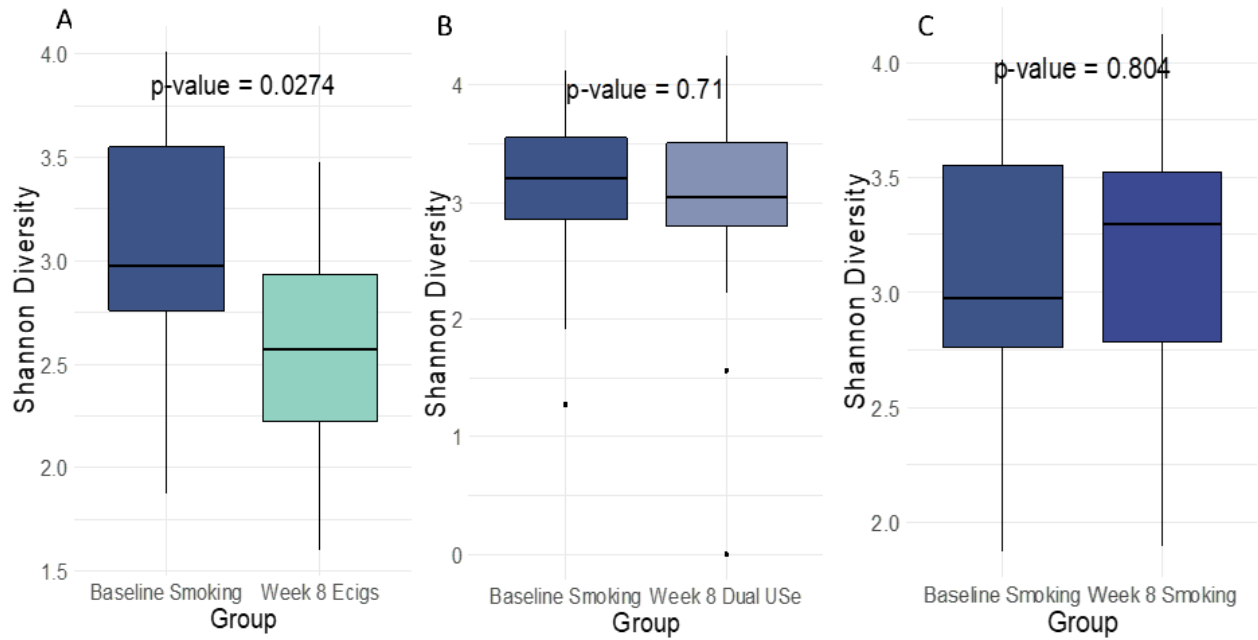 A
p-value = 0.0274
Shannon Diversity
4.0
3.5
3.0
2.5
2.0
1.5
Baseline Smoking Week 8 Ecigs
Group
B
p-value = 0.71
Shannon Diversity
4
3
2
1
0
Baseline Smoking Week 8 Dual USe
Group
C
p-value = 0.804
Shannon Diversity
4.0
3.5
3.0
2.5
2.0
Baseline Smoking Week 8 Smoking
Group